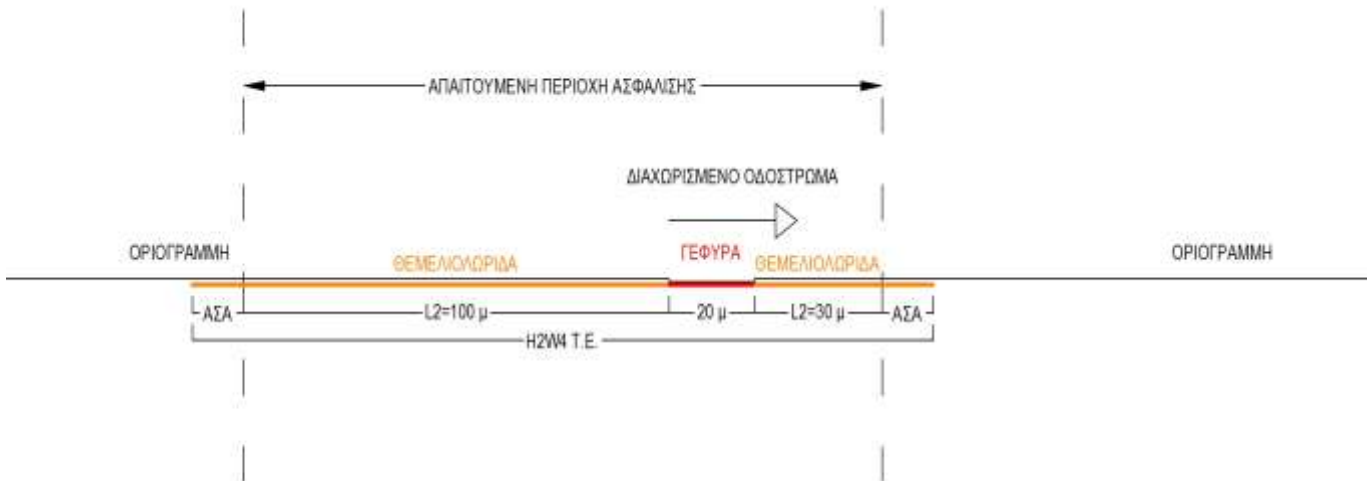 ΑΠΑΙΤΟΥΜΕΝΗ ΠΕΡΙΟΧΗ ΑΣΦΑΛΙΣΗΣ
ΔΙΑΧΩΡΙΣΜΕΝΟ ΟΔΟΣΤΡΩΜΑ
ΟΡΙΟΓΡΑΜΜΗ
ΘΕΜΕΛΙΟΛΩΡΙΔΑ
ΓΕΦΥΡΑ
ΘΕΜΕΛΙΟΛΩΡΙΔΑ
ΟΡΙΟΓΡΑΜΜΗ
ΑΣΑ
L2=100 μ
20 μ
L2=30 μ
ΑΣΑ
H2W4 Τ.Ε.